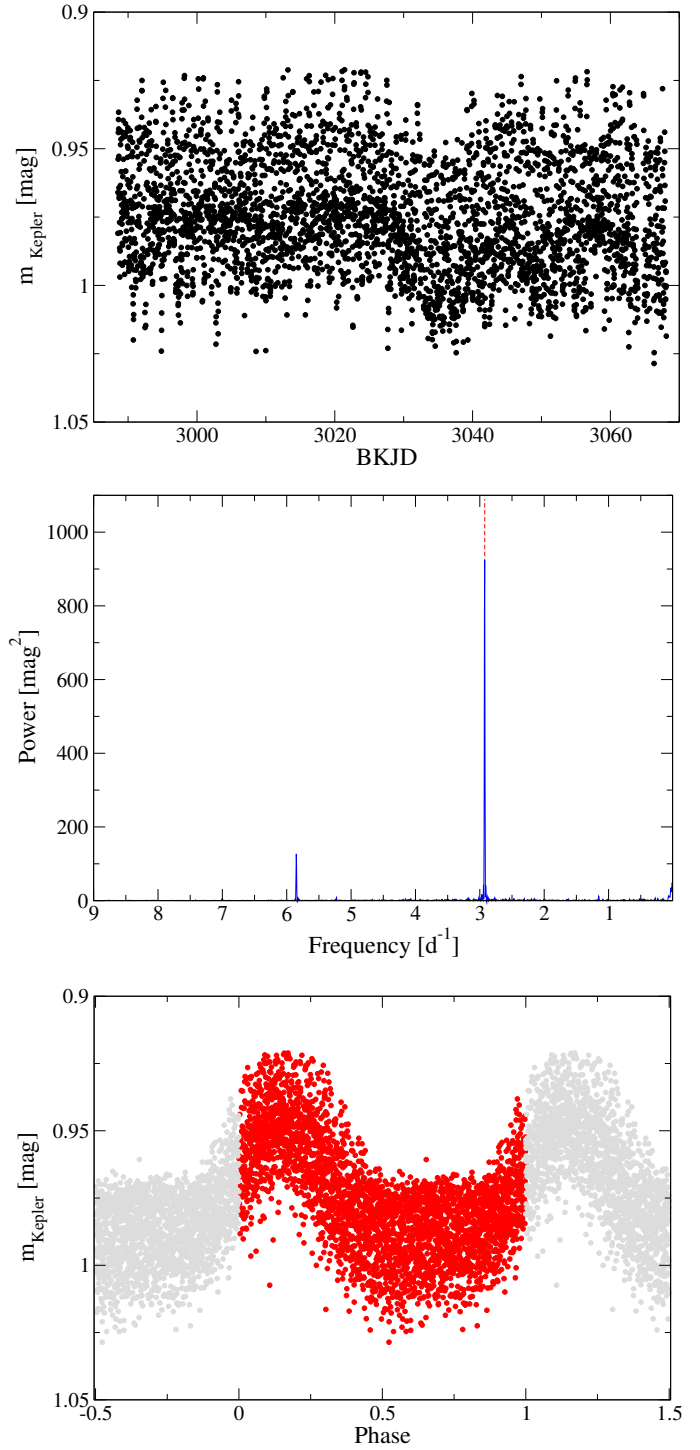 0.9
0.95
1
1.05
m Kepler [mag]
3000 3020 3040 3060
BKJD
1000
800
600
400
200
0
Power [mag²]
9 8 7 6 5 4 3 2 1
Frequency [d⁻¹]
0.9
0.95
1
1.05
m Kepler [mag]
-0.5 0 0.5 1 1.5
Phase